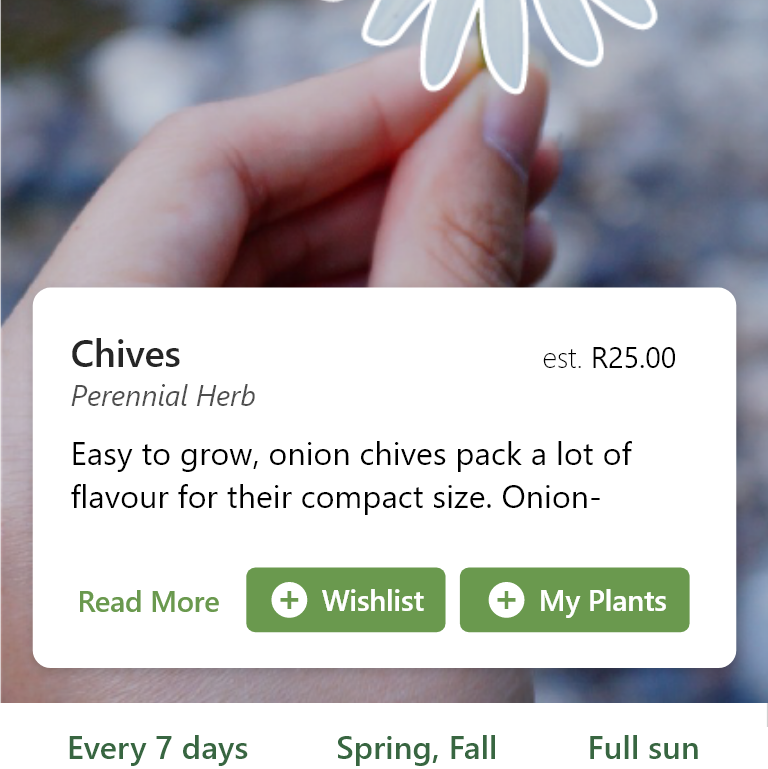 Chives
est. R25.00
Perennial Herb
Easy to grow, onion chives pack a lot of
flavour for their compact size. Onion-
Read More
Wishlist
My Plants
Every 7 days
Spring, Fall
Full sun